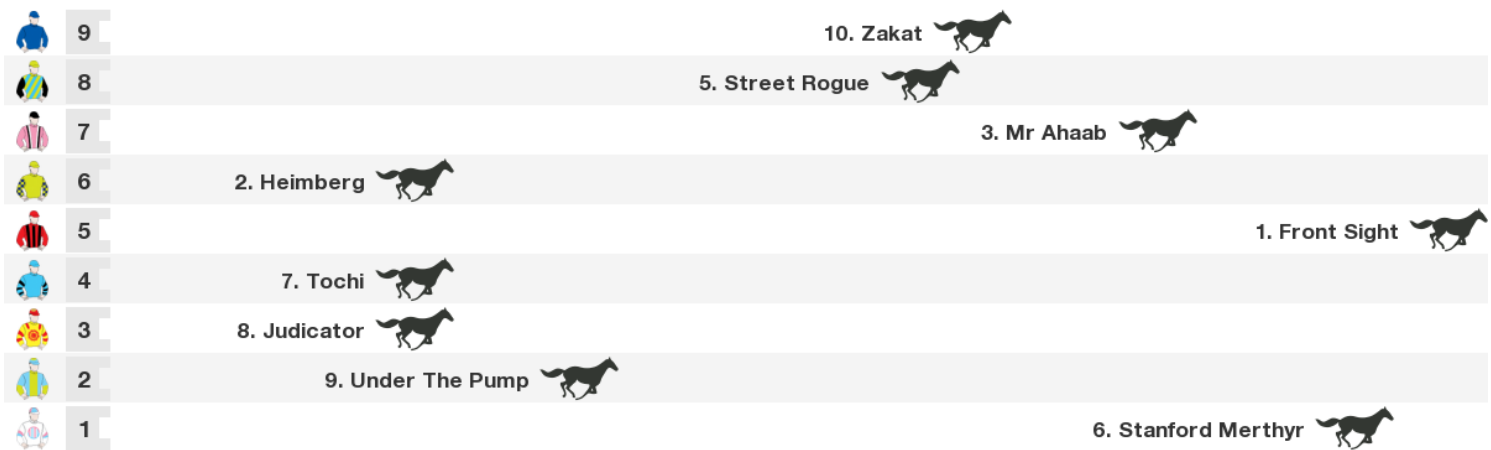 9 10. Zakat
8 5. Street Rogue
7 3. Mr Ahaab
6 2. Heimberg
5 1. Front Sight
4 7. Tochi
3 8. Judicator
2 9. Under The Pump
1 6. Stanford Merthyr